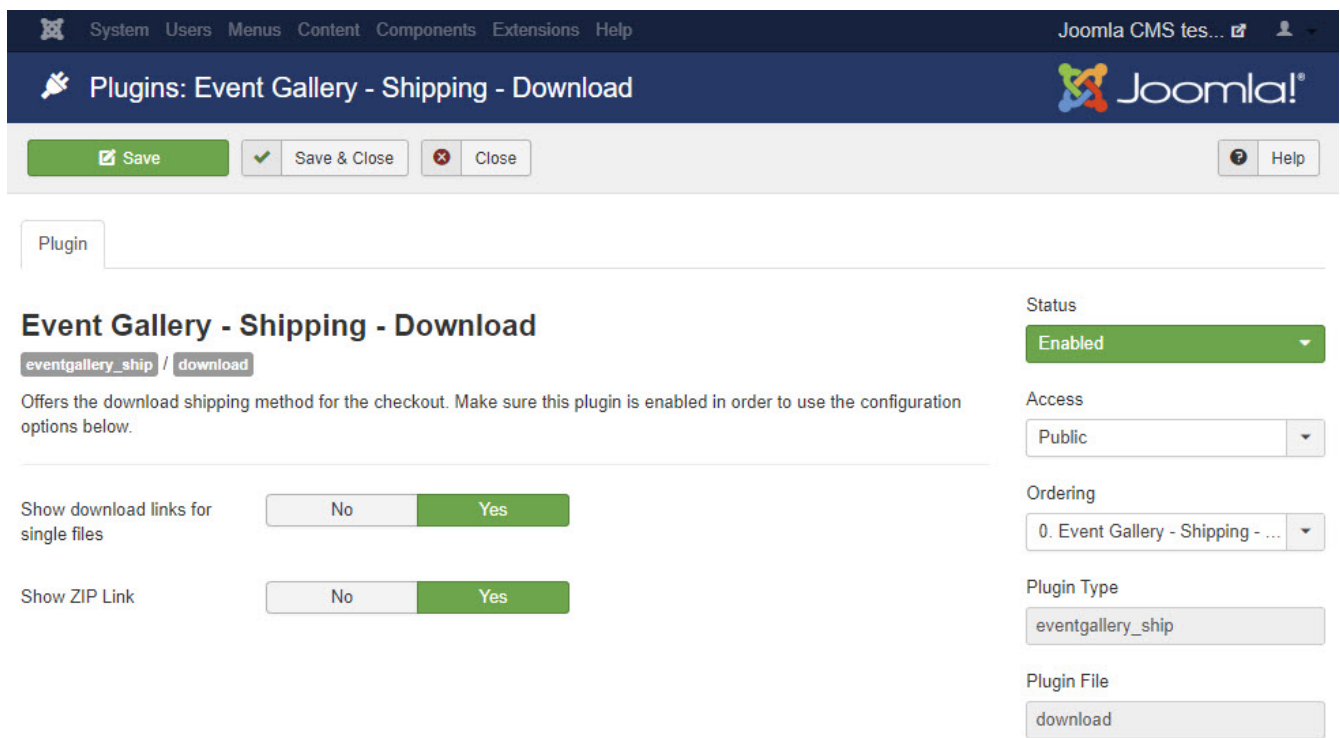 System Users Menus Content Components Extensions Help Joomla CMS tes...
Plugins: Event Gallery - Shipping - Download
Joomla!®
Save
Save & Close
Close
Help
Plugin
Event Gallery - Shipping - Download
eventgallery_ship / download
Offers the download shipping method for the checkout. Make sure this plugin is enabled in order to use the configuration
options below.
Show download links for
single files
No
Yes
Show ZIP Link
No
Yes
Status
Enabled
Access
Public
Ordering
0. Event Gallery - Shipping - ...
Plugin Type
eventgallery_ship
Plugin File
download